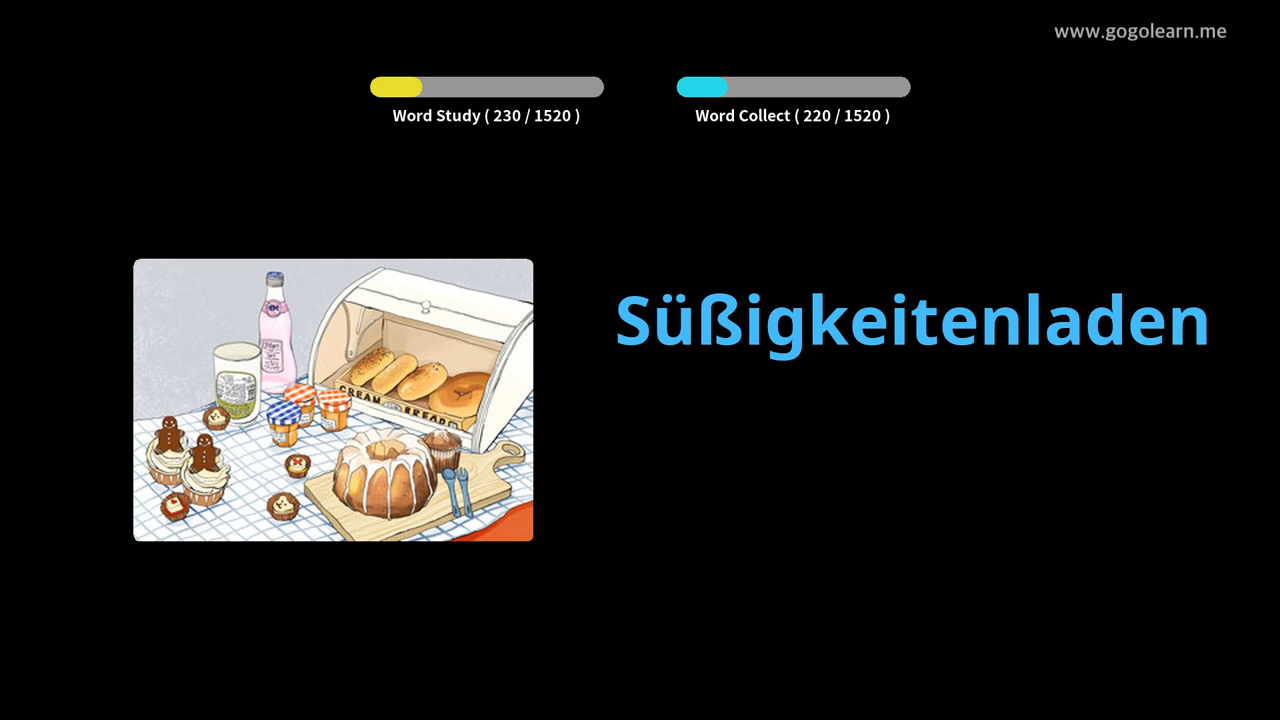 www.gogolearn.me
Word Study ( 230 / 1520 )
Word Collect ( 220 / 1520 )
Süßigkeitenladen
CREAM BREAD